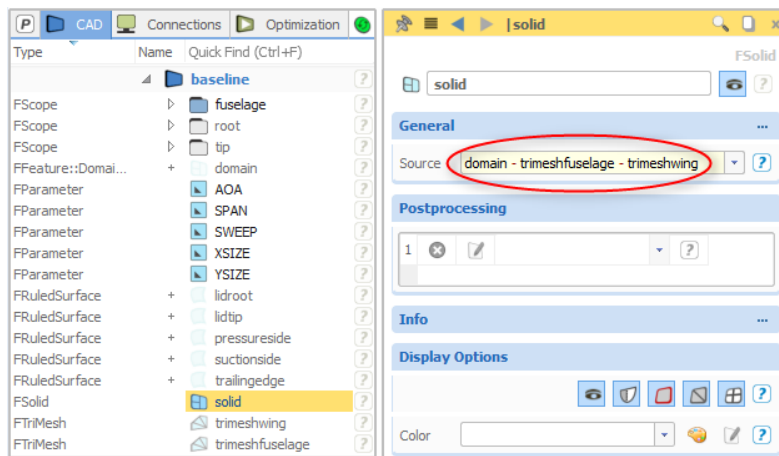 CAD Connections Optimization
Type Name Quick Find (Ctrl+F)
baseline ?
FScope fuselage ?
FScope root ?
FScope tip ?
FFeature::Domai... + domain ?
FParameter AOA ?
FParameter SPAN ?
FParameter SWEEP ?
FParameter XSIZE ?
FParameter YSIZE ?
FRuledSurface + lidroot ?
FRuledSurface + lidtip ?
FRuledSurface + pressureside ?
FRuledSurface + suctionside ?
FRuledSurface + trailingedge ?
FSolid solid ?
FTriMesh trimeshwing ?
FTriMesh trimeshfuselage ?
|solid
FSolid
solid ?
General ...
Source domain - trimeshfuselage - trimeshwing ?
Postprocessing
1 ?
Info ...
Display Options
?
Color ?